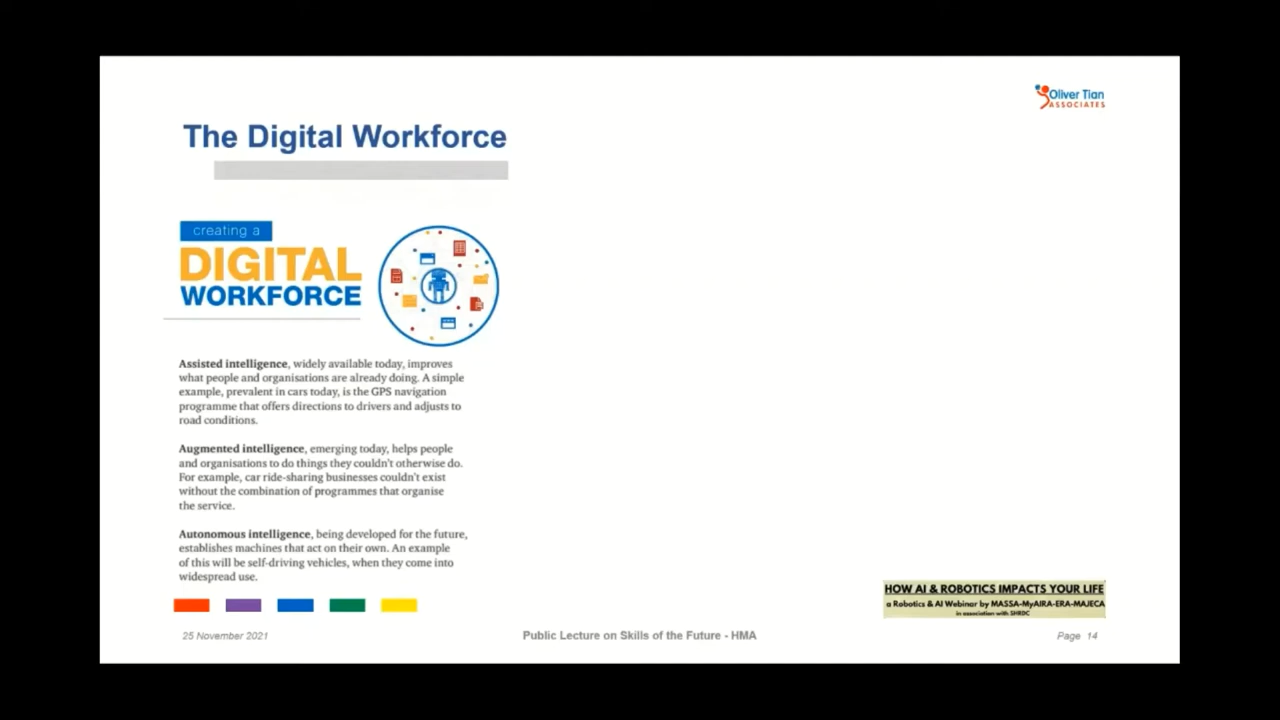 Oliver Tian
ASSOCIATES
The Digital Workforce
creating a
DIGITAL
WORKFORCE
Assisted intelligence, widely available today, improves
what people and organisations are already doing. A simple
example, prevalent in cars today, is the GPS navigation
programme that offers directions to drivers and adjusts to
road conditions.
Augmented intelligence, emerging today, helps people
and organisations to do things they couldn't otherwise do.
For example, car ride-sharing businesses couldn't exist
without the combination of programmes that organise
the service.
Autonomous intelligence, being developed for the future,
establishes machines that act on their own. An example
of this will be self-driving vehicles, when they come into
widespread use.
HOW AI & ROBOTICS IMPACTS YOUR LIFE
a Robotics & AI Webinar by MASSA-MyAIRA-ERA-MAJECA
in association with SHRDC
25 November 2021
Public Lecture on Skills of the Future - HMA
Page 14